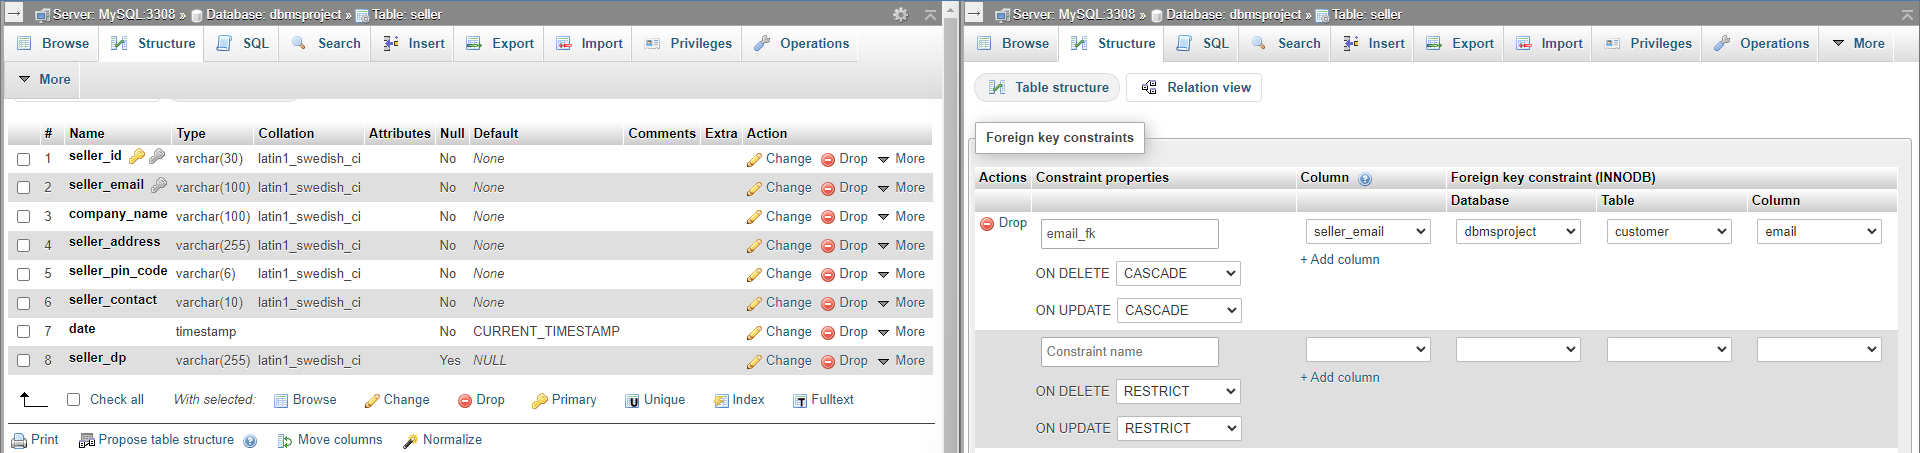 Server: MySQL:3308 » Database: dbmsproject » Table: seller
Browse Structure SQL Search Insert Export Import Privileges Operations
More
# Name Type Collation Attributes Null Default Comments Extra Action
1 seller_id varchar(30) latin1_swedish_ci No None Change Drop More
2 seller_email varchar(100) latin1_swedish_ci No None Change Drop More
3 company_name varchar(100) latin1_swedish_ci No None Change Drop More
4 seller_address varchar(255) latin1_swedish_ci No None Change Drop More
5 seller_pin_code varchar(6) latin1_swedish_ci No None Change Drop More
6 seller_contact varchar(10) latin1_swedish_ci No None Change Drop More
7 date timestamp No CURRENT_TIMESTAMP Change Drop More
8 seller_dp varchar(255) latin1_swedish_ci Yes NULL Change Drop More
Check all With selected: Browse Change Drop Primary Unique Index Fulltext
Print Propose table structure Move columns Normalize
Server: MySQL:3308 » Database: dbmsproject » Table: seller
Browse Structure SQL Search Insert Export Import Privileges Operations More
Table structure Relation view
Foreign key constraints
Actions Constraint properties Column Foreign key constraint (INNODB)
Database Table Column
Drop email_fk seller_email dbmsproject customer email
+ Add column
ON DELETE CASCADE
ON UPDATE CASCADE
Constraint name
+ Add column
ON DELETE RESTRICT
ON UPDATE RESTRICT